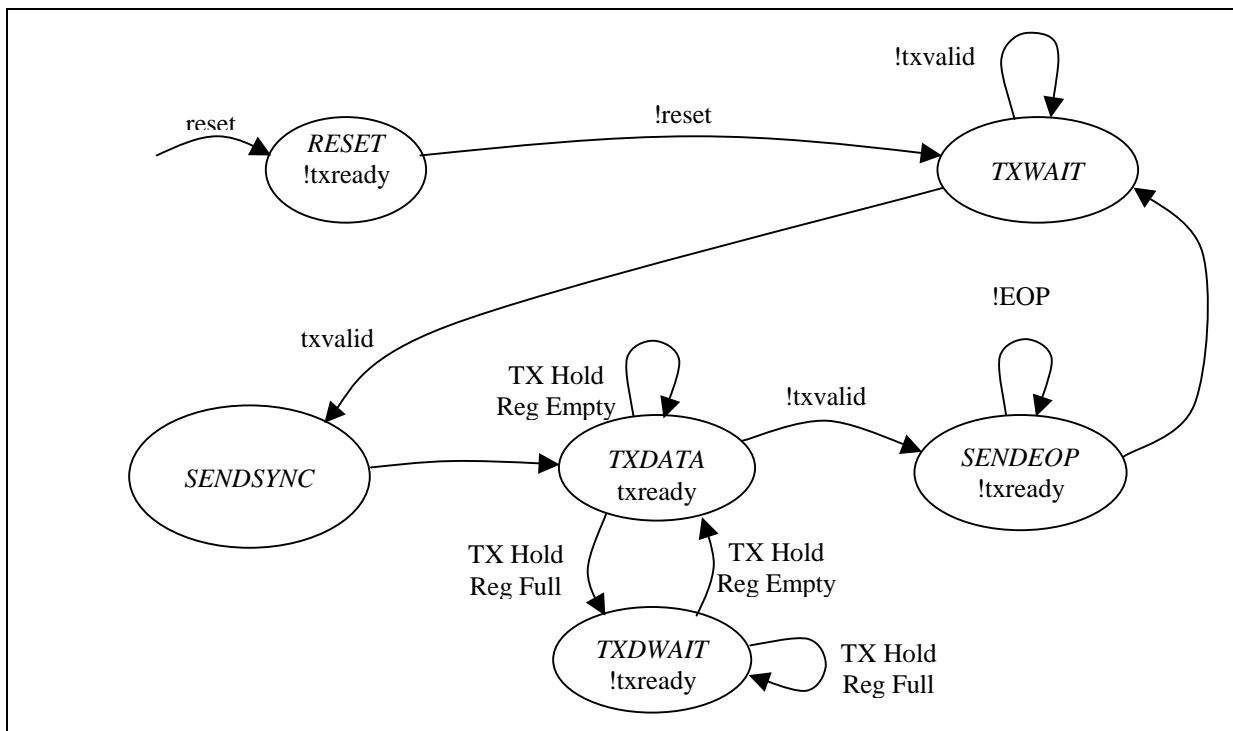 !txvalid
reset
RESET
!txready
!reset
TXWAIT
!EOP
txvalid
TX Hold
Reg Empty
!txvalid
SENDSYNC
TXDATA
txready
SENDEOP
!txready
TX Hold
Reg Full
TX Hold
Reg Empty
TXDWAIT
!txready
TX Hold
Reg Full